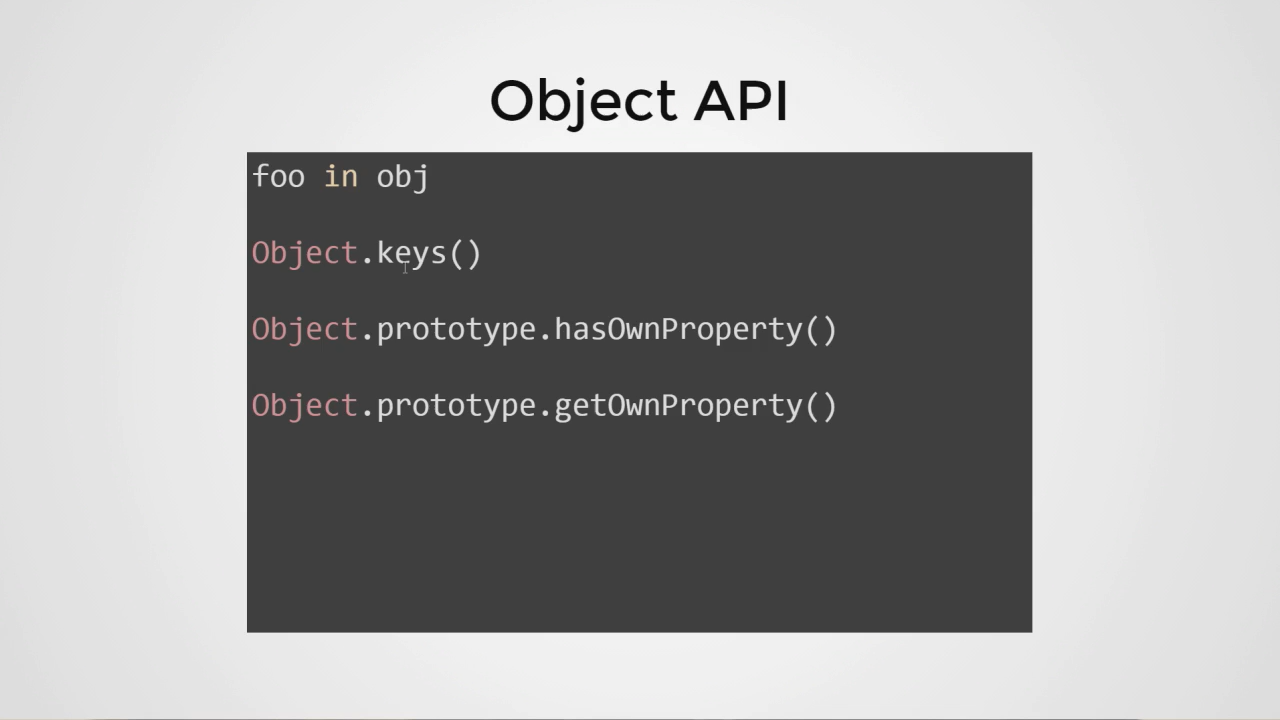 Object API
foo in obj
Object.keys()
Object.prototype.hasOwnProperty()
Object.prototype.getOwnProperty()